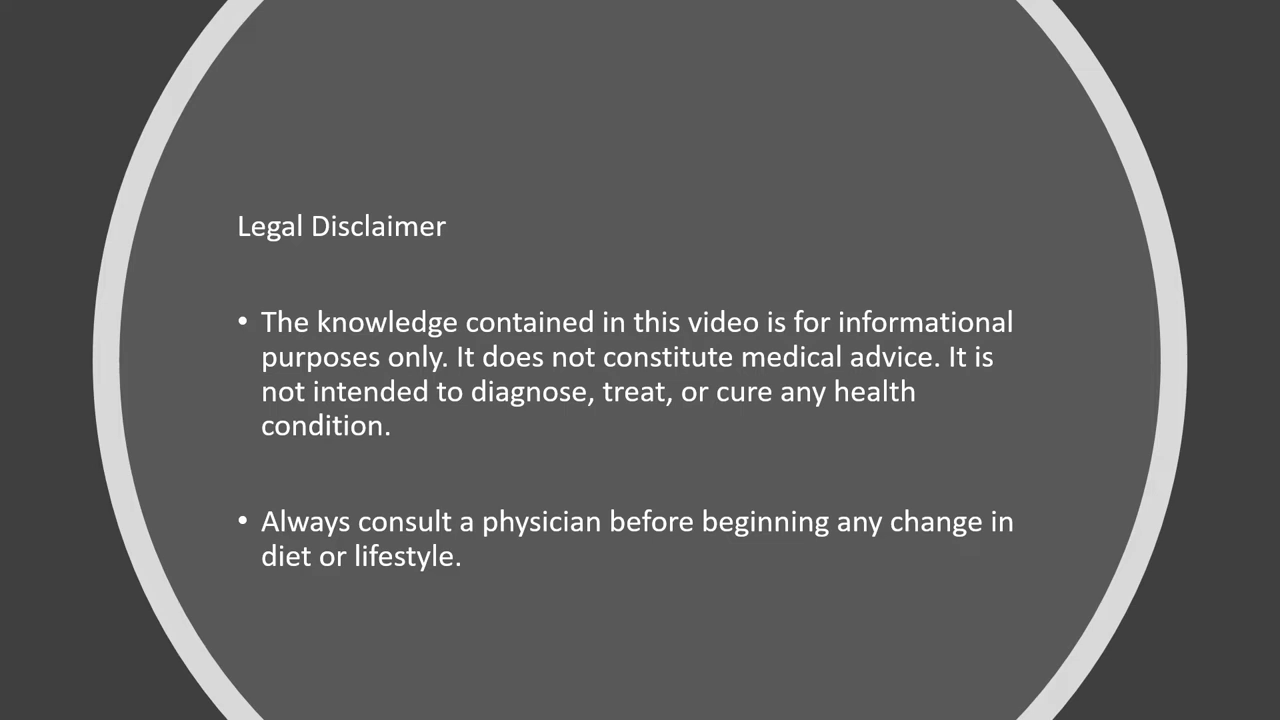 Legal Disclaimer
• The knowledge contained in this video is for informational
purposes only. It does not constitute medical advice. It is
not intended to diagnose, treat, or cure any health
condition.
• Always consult a physician before beginning any change in
diet or lifestyle.